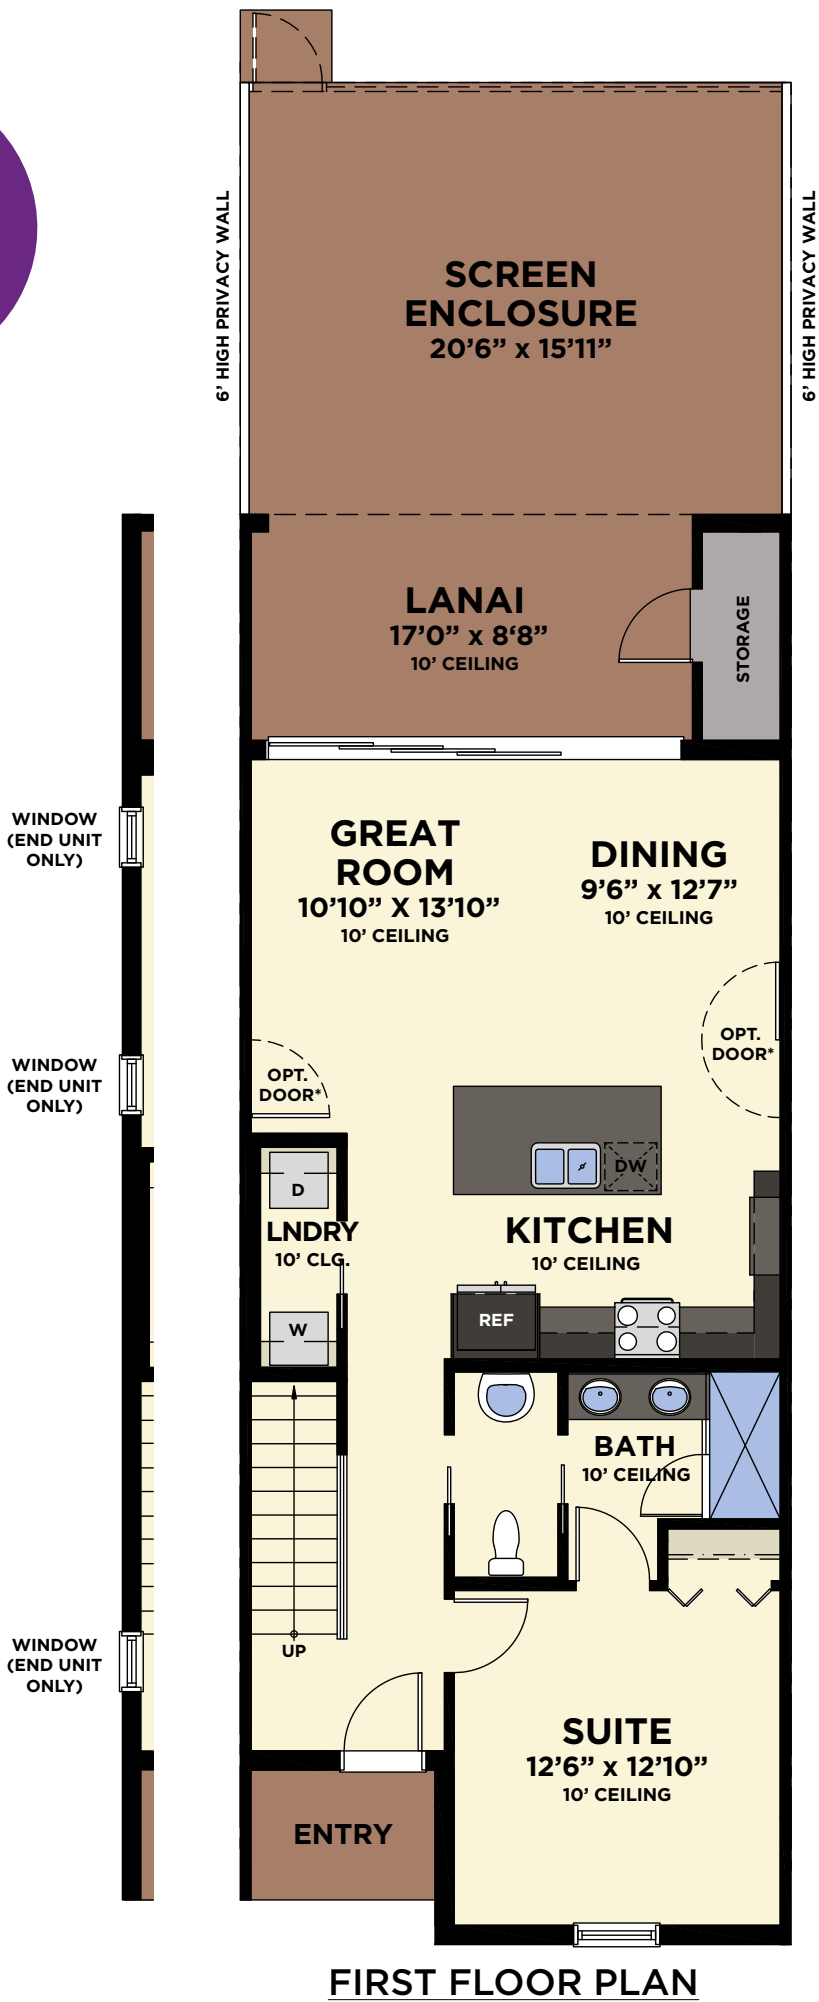 6’ HIGH PRIVACY WALL
6’ HIGH PRIVACY WALL
SCREEN
ENCLOSURE
20’6” x 15’11”
LANAI
17’0” x 8‘8”
10’ CEILING
STORAGE
WINDOW
(END UNIT
ONLY)
GREAT
ROOM
10’10” X 13’10”
10’ CEILING
DINING
9’6” x 12’7”
10’ CEILING
WINDOW
(END UNIT
ONLY)
OPT.
DOOR*
OPT.
DOOR*
DW
D
LNDRY
10’ CLG.
W
KITCHEN
10’ CEILING
REF
BATH
10’ CEILING
UP
WINDOW
(END UNIT
ONLY)
SUITE
12’6” x 12’10”
10’ CEILING
ENTRY
FIRST FLOOR PLAN